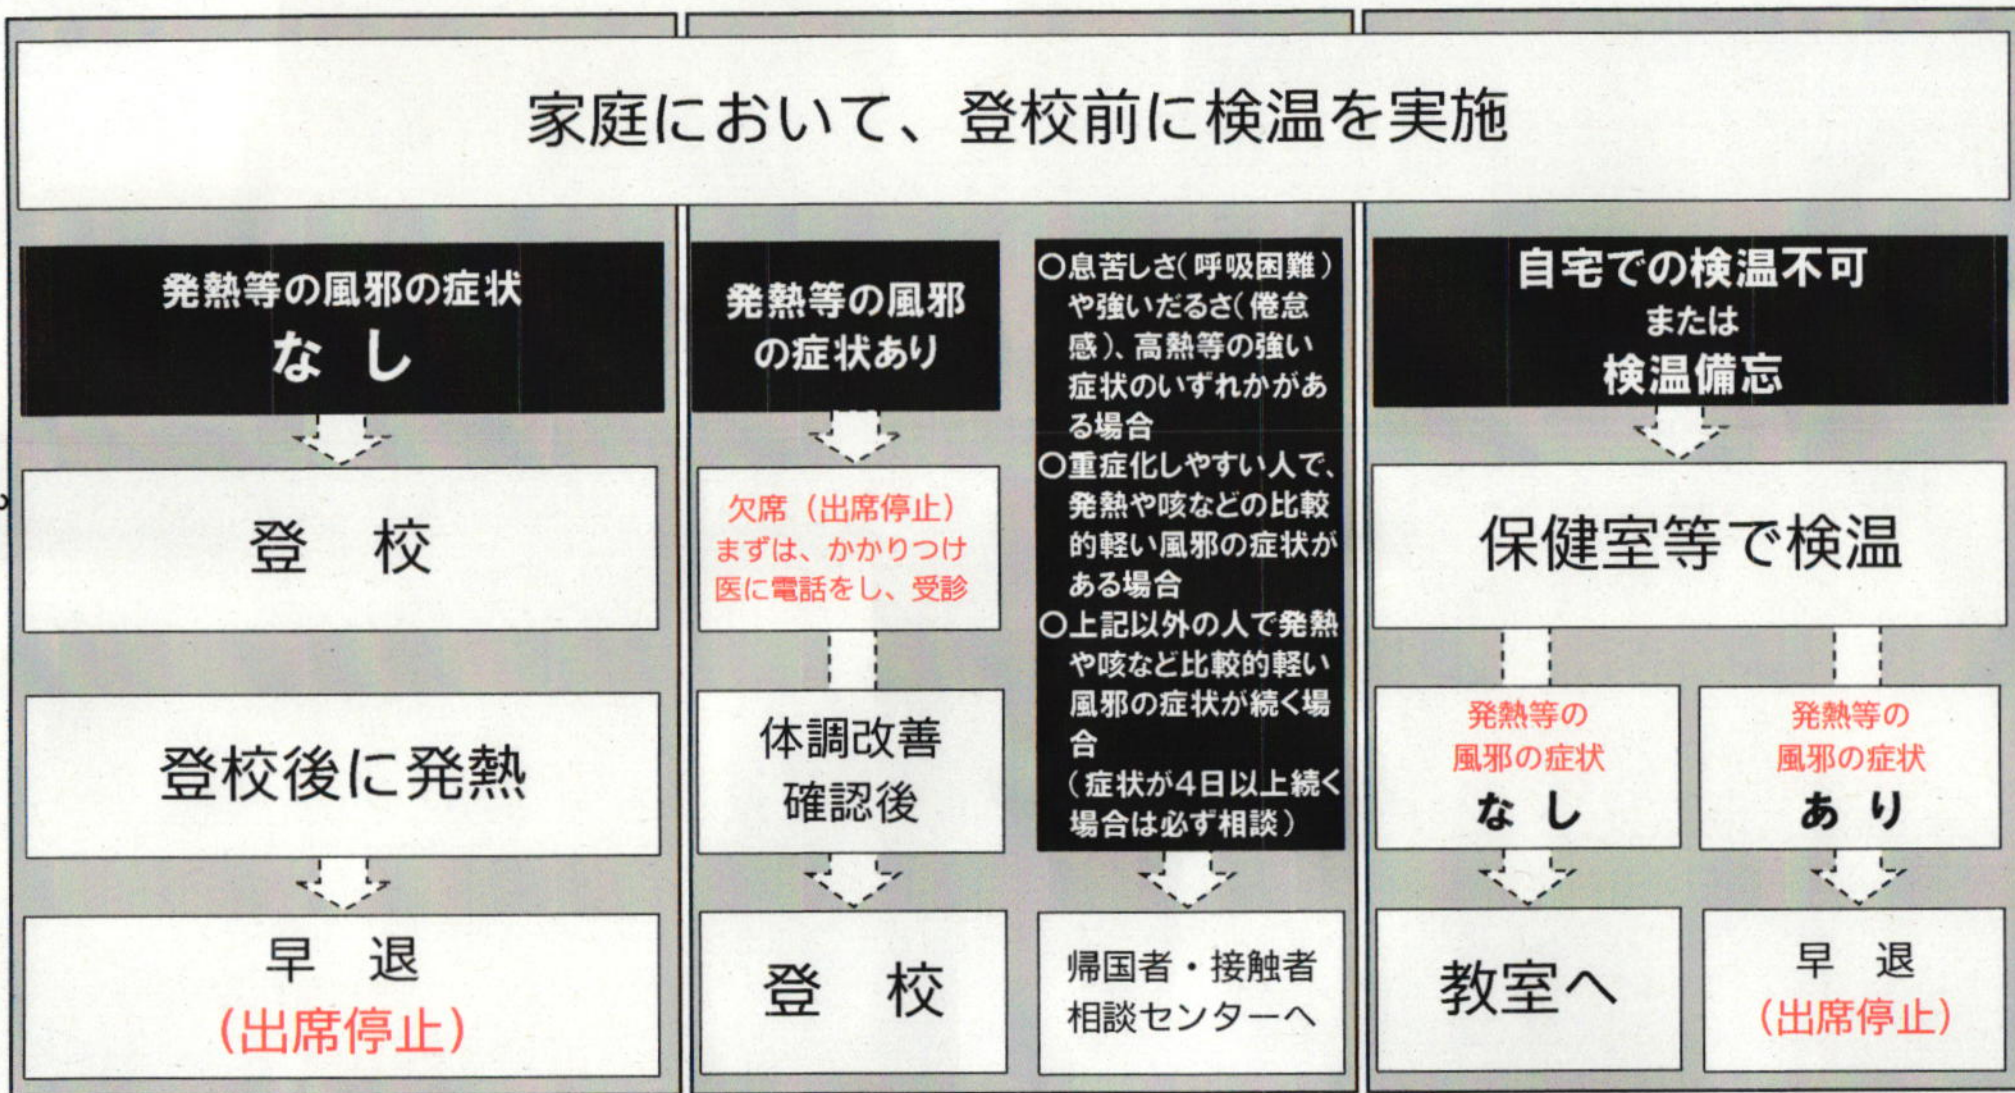 家庭において、登校前に検温を実施
発熱等の風邪の症状
な し
登 校
登校後に発熱
早 退
(出席停止)
発熱等の風邪
の症状あり
欠席（出席停止）
まずは、かかりつけ
医に電話をし、受診
体調改善
確認後
登 校
〇息苦しさ（呼吸困難）
や強いだるさ（倦怠
感）、高熱等の強い
症状のいずれかがあ
る場合
〇重症化しやすい人で、
発熱や咳などの比較
的軽い風邪の症状が
ある場合
〇上記以外の人で発熱
や咳など比較的軽い
風邪の症状が続く場
合
（症状が4日以上続く
場合は必ず相談）
帰国者・接触者
相談センターへ
自宅での検温不可
または
検温備忘
保健室等で検温
発熱等の
風邪の症状
な し
教室へ
発熱等の
風邪の症状
あ り
早 退
(出席停止)